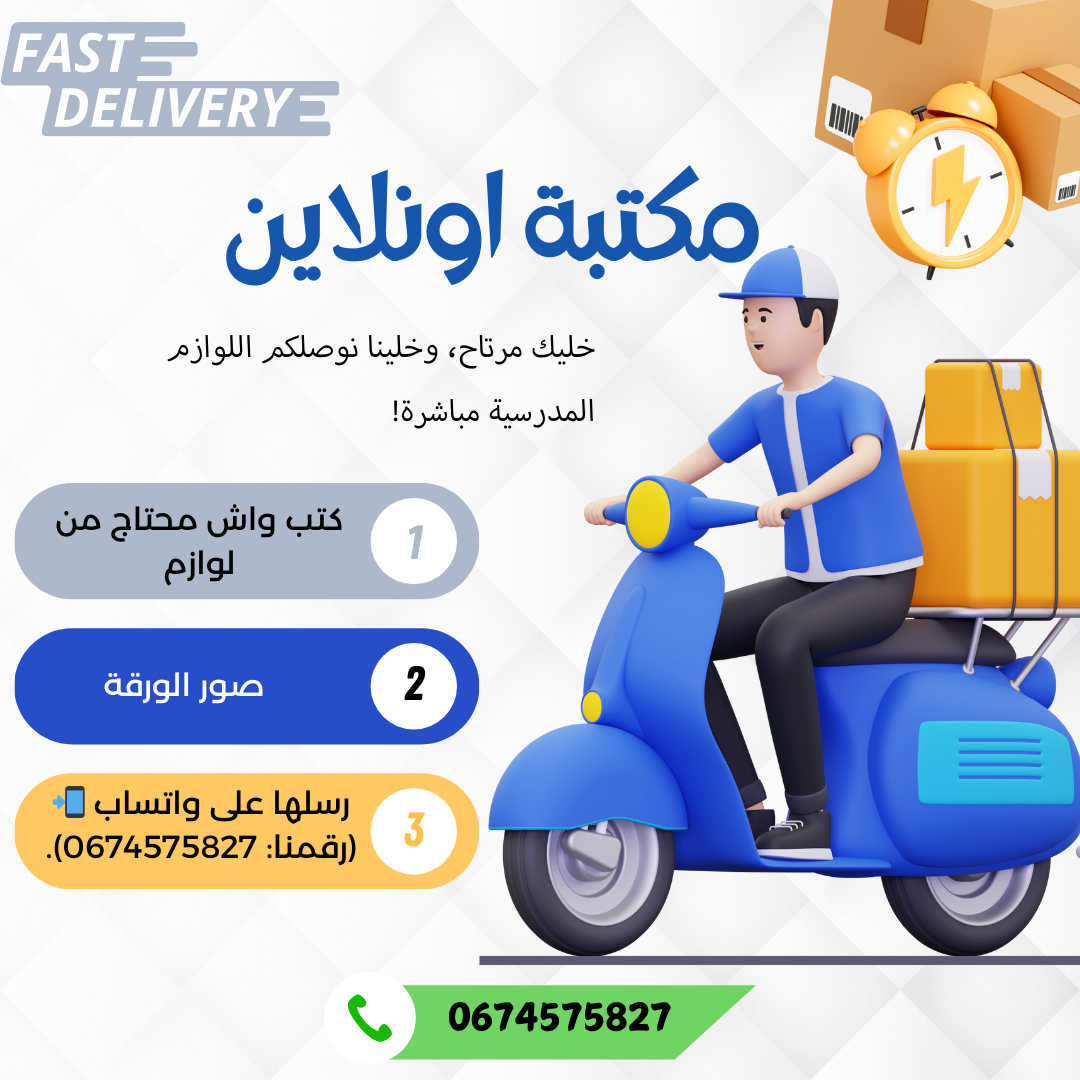 FAST
DELIVERY
مكتبة اونلاين
خليك مرتاح، وخلينا نوصلكم اللوازم
المدرسية مباشرة!
كتب واش محتاج من
لوازم
1
صور الورقة
2
رسلها على واتساب 📲
(رقمنا: 0674575827).
3
0674575827